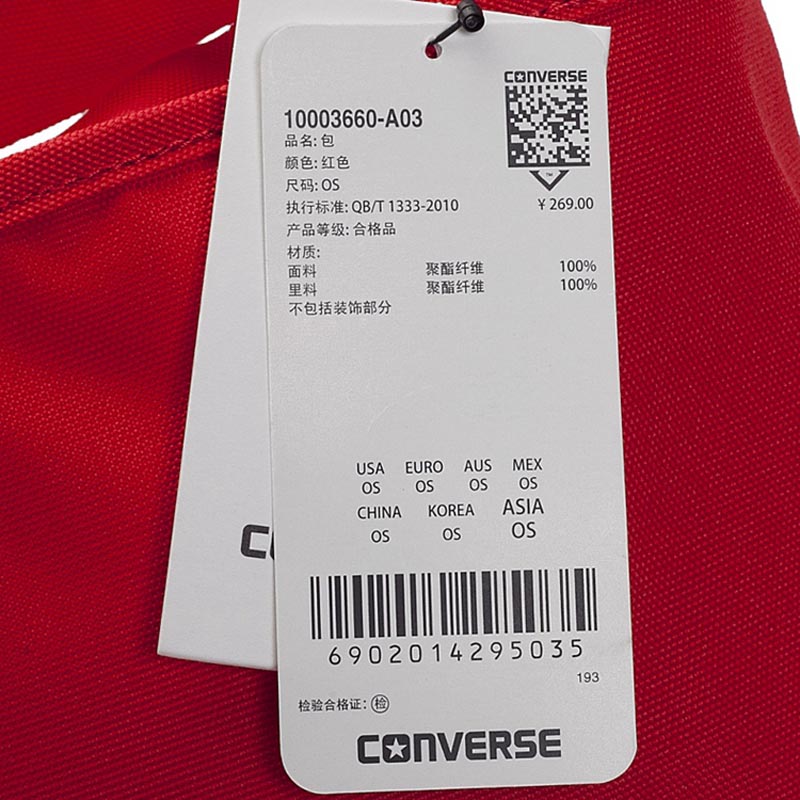 CONVERSE
10003660-A03
品名: 包
颜色: 红色
尺码: OS
执行标准: QB/T 1333-2010
¥ 269.00
产品等级: 合格品
材质:
面料 聚酯纤维 100%
里料 聚酯纤维 100%
不包括装饰部分
USA EURO AUS MEX
OS OS OS OS
CHINA KOREA ASIA
OS OS OS
6902014295035
193
检验合格证: 检
CONVERSE